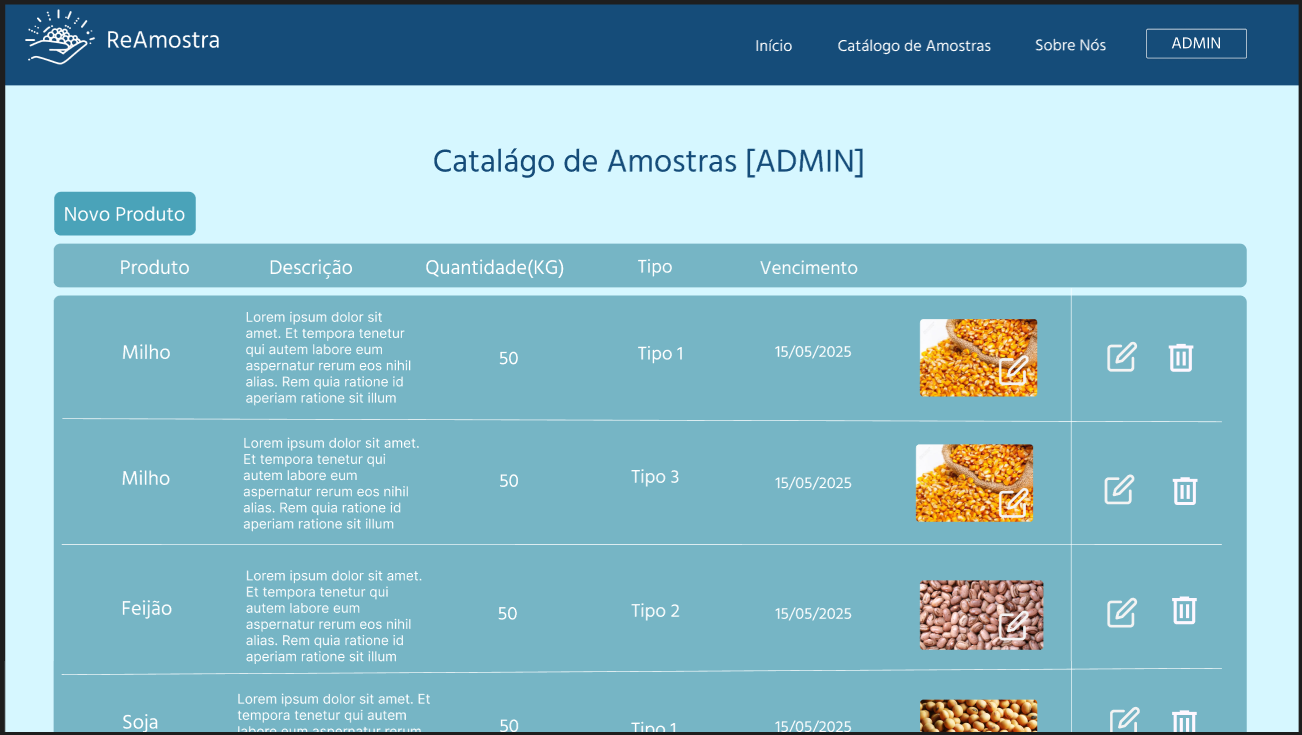 ReAmostra
Início
Catálogo de Amostras
Sobre Nós
ADMIN
Catalágo de Amostras [ADMIN]
Novo Produto
Produto
Descrição
Quantidade(KG)
Tipo
Vencimento
Milho
Lorem ipsum dolor sit
amet. Et tempora tenetur
qui autem labore eum
aspernatur rerum eos nihil
alias. Rem quia ratione id
aperiam ratione sit illum
50
Tipo 1
15/05/2025
Milho
Lorem ipsum dolor sit amet.
Et tempora tenetur qui
autem labore eum
aspernatur rerum eos nihil
alias. Rem quia ratione id
aperiam ratione sit illum
50
Tipo 3
15/05/2025
Feijão
Lorem ipsum dolor sit amet.
Et tempora tenetur qui
autem labore eum
aspernatur rerum eos nihil
alias. Rem quia ratione id
aperiam ratione sit illum
50
Tipo 2
15/05/2025
Soja
Lorem ipsum dolor sit amet. Et
tempora tenetur qui autem
labore eum aspernatur rerum
50
Tipo 1
15/05/2025